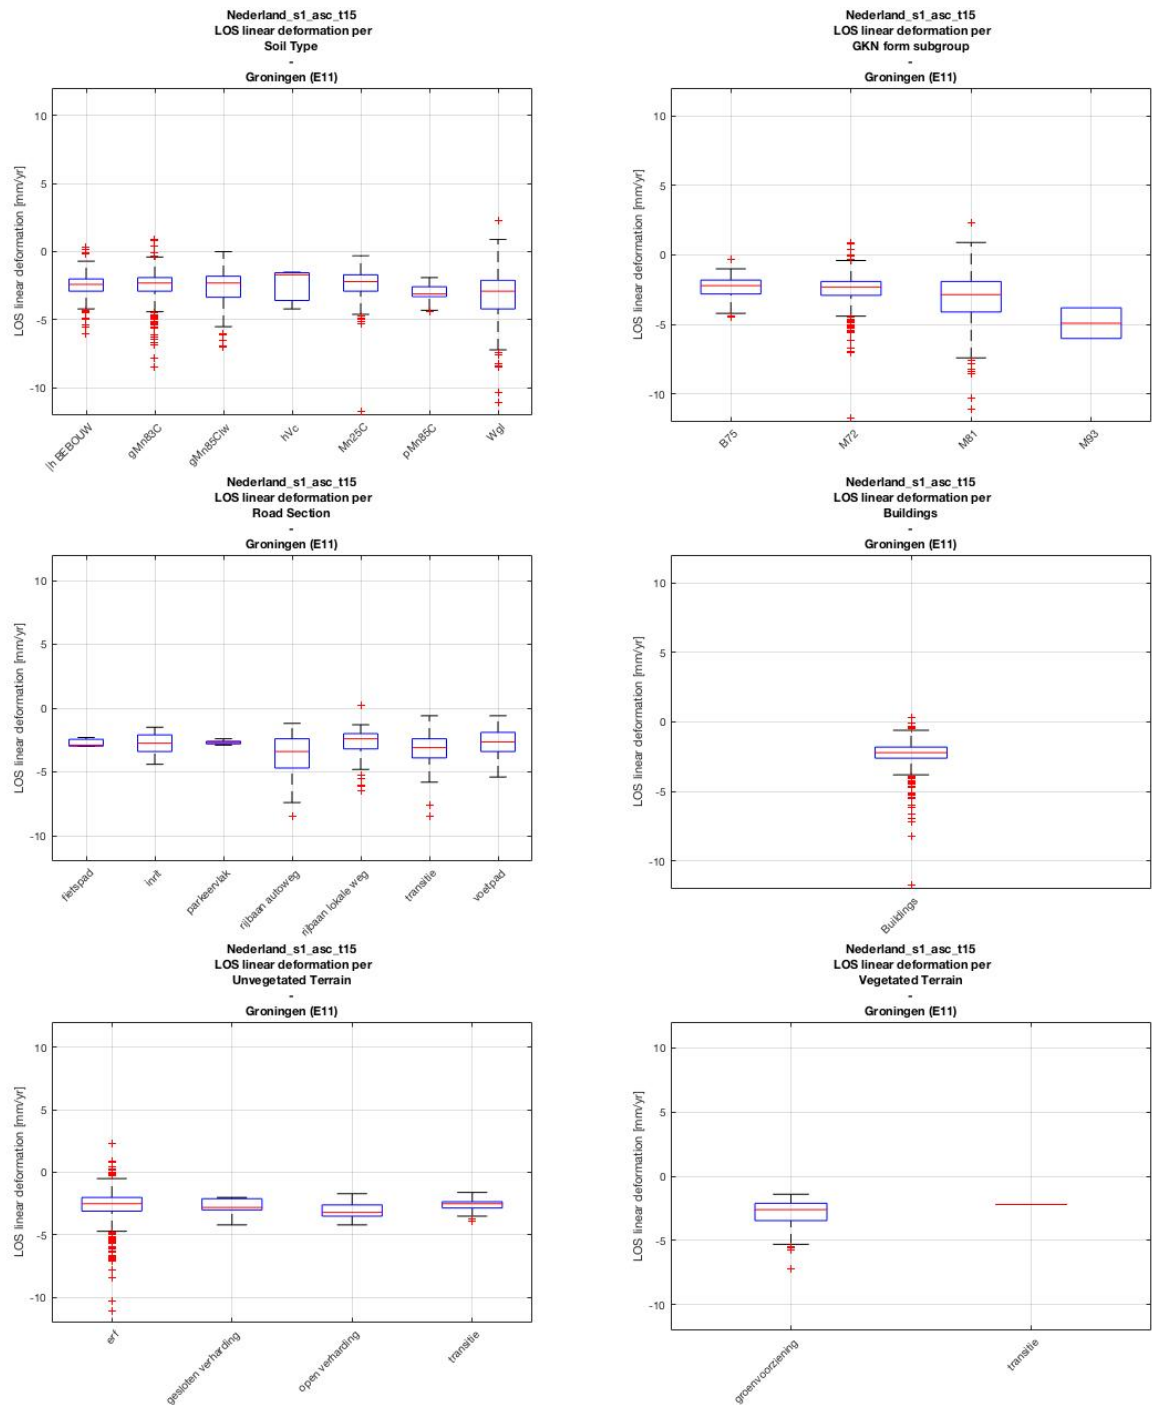 Nederland_s1_asc_t15
LOS linear deformation per
Soil Type
-
Groningen (E11)
LOS linear deformation [mm/yr]
10
5
0
-5
-10
|h BEBOUW
gMn83C
gMn85Clw
hVc
Mn25C
pMn85C
Wgl
Nederland_s1_asc_t15
LOS linear deformation per
GKN form subgroup
-
Groningen (E11)
LOS linear deformation [mm/yr]
10
5
0
-5
-10
B75
M72
M81
M93
Nederland_s1_asc_t15
LOS linear deformation per
Road Section
-
Groningen (E11)
LOS linear deformation [mm/yr]
10
5
0
-5
-10
fietspad
inrit
parkeervlak
rijbaan autoweg
rijbaan lokale weg
transitie
voetpad
Nederland_s1_asc_t15
LOS linear deformation per
Buildings
-
Groningen (E11)
LOS linear deformation [mm/yr]
10
5
0
-5
-10
Buildings
Nederland_s1_asc_t15
LOS linear deformation per
Unvegetated Terrain
-
Groningen (E11)
LOS linear deformation [mm/yr]
10
5
0
-5
-10
erf
gesloten verharding
open verharding
transitie
Nederland_s1_asc_t15
LOS linear deformation per
Vegetated Terrain
-
Groningen (E11)
LOS linear deformation [mm/yr]
10
5
0
-5
-10
groenvoorziening
transitie